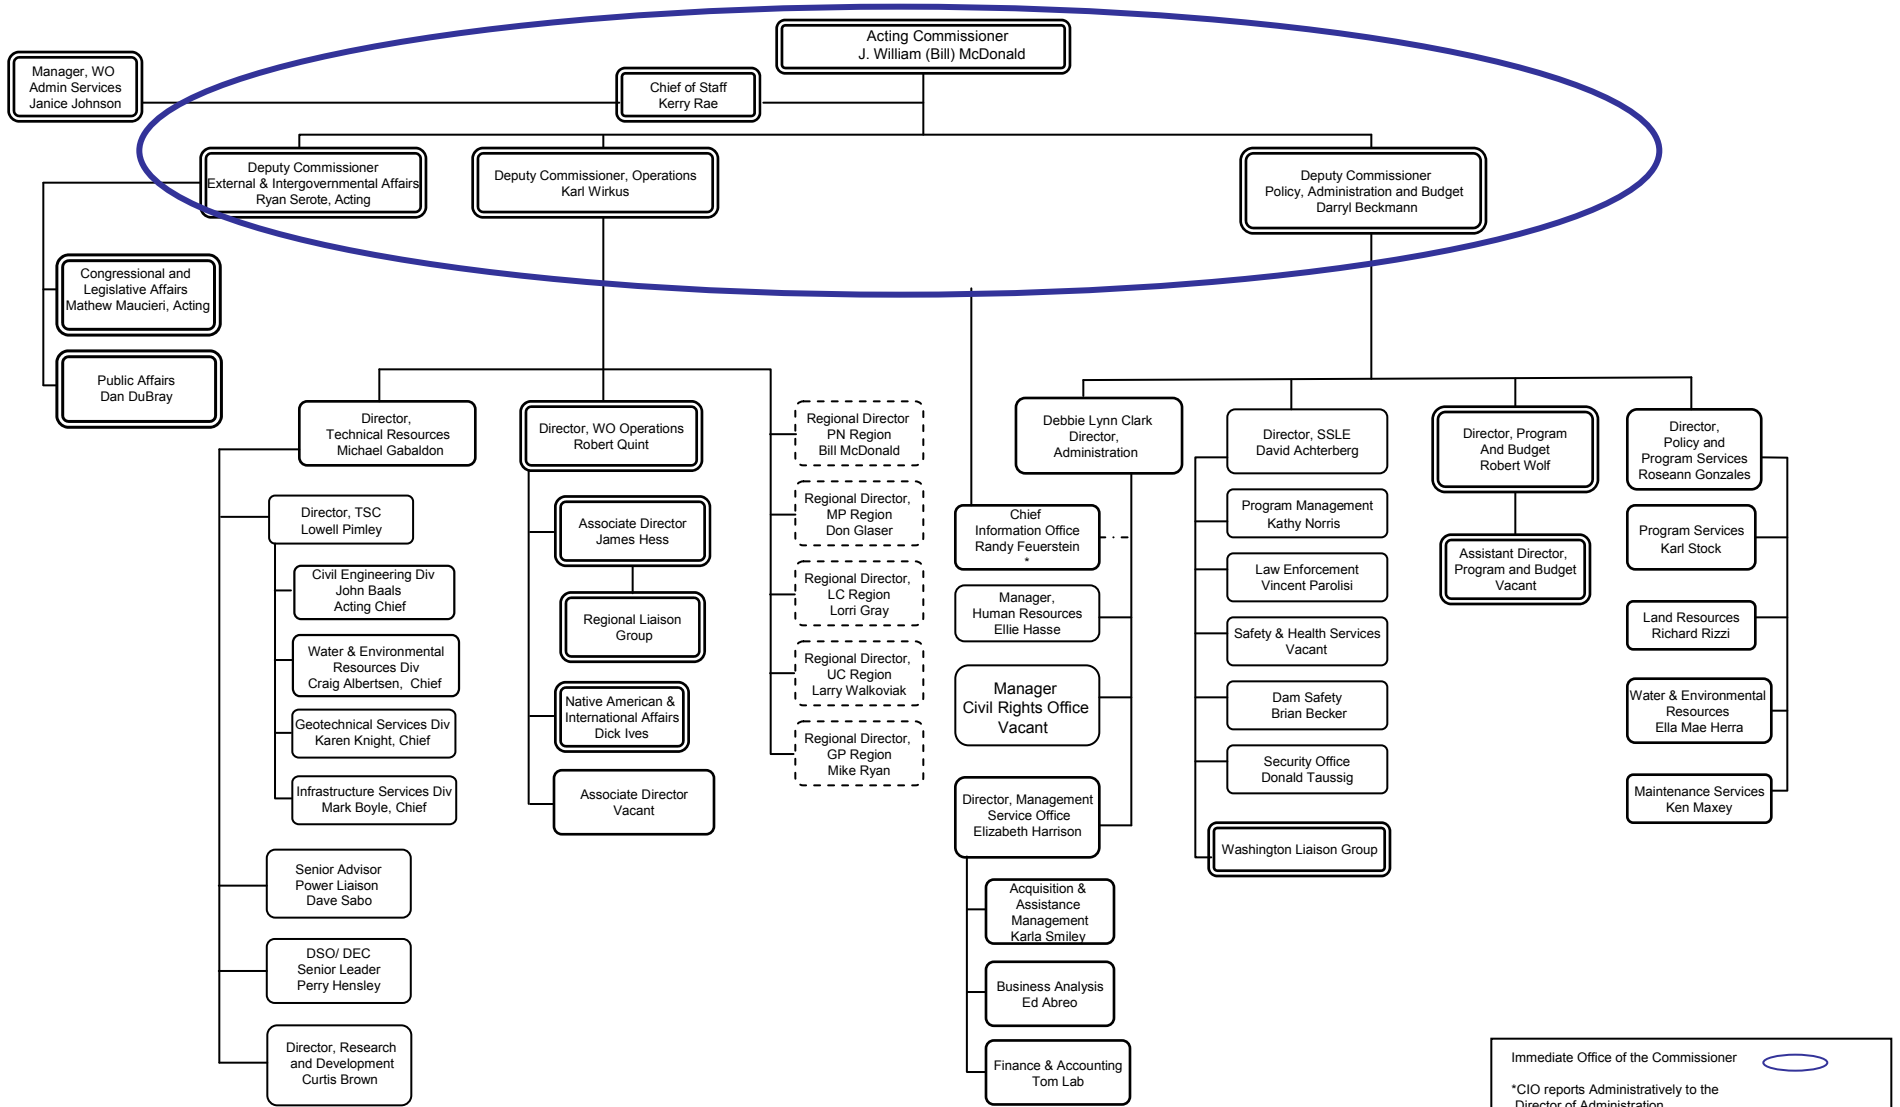 Acting Commissioner
J. William (Bill) McDonald
Manager, WO
Admin Services
Janice Johnson
Chief of Staff
Kerry Rae
Deputy Commissioner
External & Intergovernmental Affairs
Ryan Serote, Acting
Deputy Commissioner, Operations
Karl Wirkus
Deputy Commissioner
Policy, Administration and Budget
Darryl Beckmann
Congressional and
Legislative Affairs
Mathew Maucieri, Acting
Public Affairs
Dan DuBray
Director,
Technical Resources
Michael Gabaldon
Director, TSC
Lowell Pimley
Civil Engineering Div
John Baals
Acting Chief
Water & Environmental
Resources Div
Craig Albertsen, Chief
Geotechnical Services Div
Karen Knight, Chief
Infrastructure Services Div
Mark Boyle, Chief
Senior Advisor
Power Liaison
Dave Sabo
DSO/ DEC
Senior Leader
Perry Hensley
Director, Research
and Development
Curtis Brown
Director, WO Operations
Robert Quint
Associate Director
James Hess
Regional Liaison
Group
Native American &
International Affairs
Dick Ives
Associate Director
Vacant
Regional Director
PN Region
Bill McDonald
Regional Director,
MP Region
Don Glaser
Regional Director,
LC Region
Lorri Gray
Regional Director,
UC Region
Larry Walkoviak
Regional Director,
GP Region
Mike Ryan
Debbie Lynn Clark
Director,
Administration
Chief
Information Office
Randy Feuerstein
*
Manager,
Human Resources
Ellie Hasse
Manager
Civil Rights Office
Vacant
Director, Management
Service Office
Elizabeth Harrison
Acquisition &
Assistance
Management
Karla Smiley
Business Analysis
Ed Abreo
Finance & Accounting
Tom Lab
Director, SSLE
David Achterberg
Program Management
Kathy Norris
Law Enforcement
Vincent Parolisi
Safety & Health Services
Vacant
Dam Safety
Brian Becker
Security Office
Donald Taussig
Washington Liaison Group
Director, Program
And Budget
Robert Wolf
Assistant Director,
Program and Budget
Vacant
Director,
Policy and
Program Services
Roseann Gonzales
Program Services
Karl Stock
Land Resources
Richard Rizzi
Water & Environmental
Resources
Ella Mae Herra
Maintenance Services
Ken Maxey
Immediate Office of the Commissioner
*CIO reports Administratively to the
Director of Administration